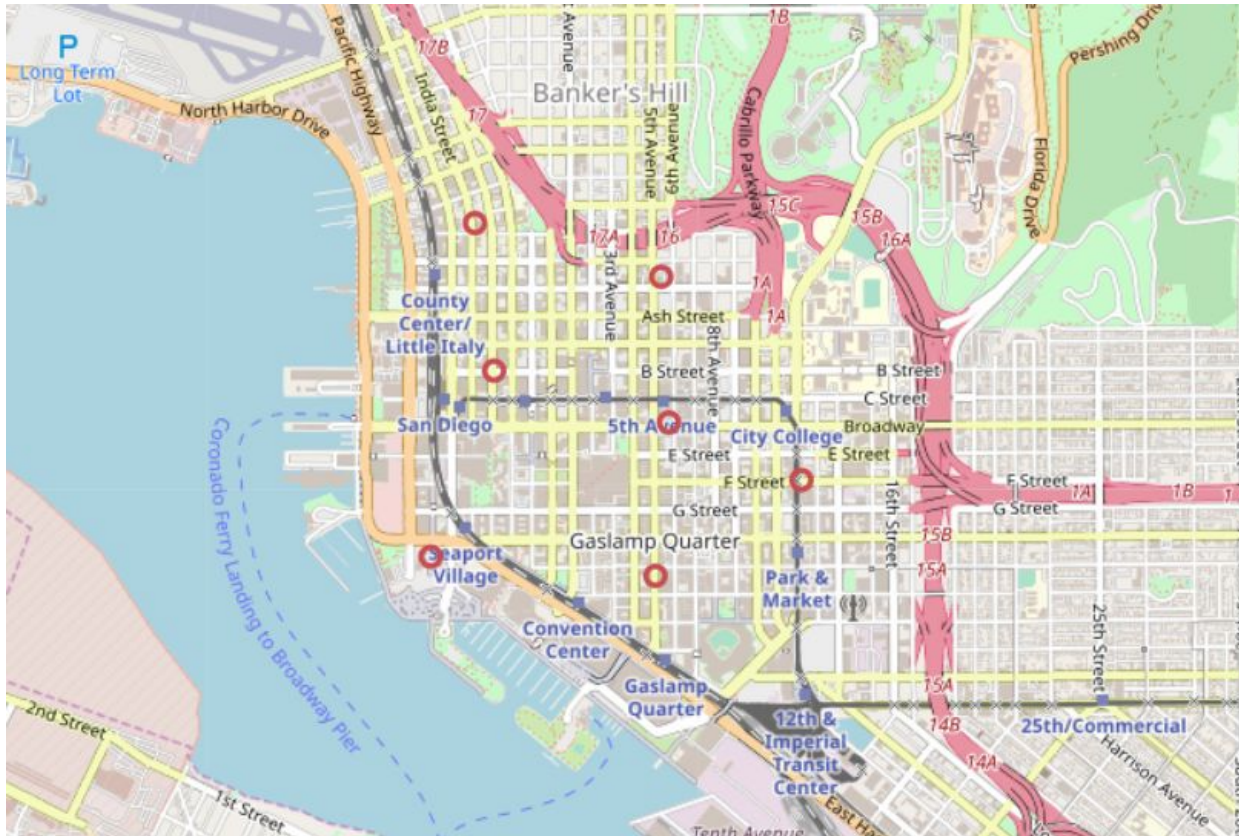 P
Long Term
Lot
North Harbor Drive
Pacific Highway
India Street
17B
17
Banker's Hill
5th Avenue
6th Avenue
1B
Cabrillo Parkway
Pershing
Florida Drive
15C
15B
16A
17A
16
1A
1A
3rd Avenue
County
Center/
Little Italy
Ash Street
8th Avenue
B Street
B Street
C Street
San Diego
5th Avenue
City College
Broadway
E Street
E Street
F Street
F Street
G Street
G Street
1A
1B
1
16th Street
15B
Gaslamp Quarter
Seaport
Village
Park &
Market
15A
25th Street
Convention
Center
Gaslamp
Quarter
15A
14B
14A
12th &
Imperial
Transit
Center
25th/Commercial
Harrison Avenue
Coronado Ferry Landing to Broadway Pier
2nd Street
1st Street
East Ha
Tenth Avenue